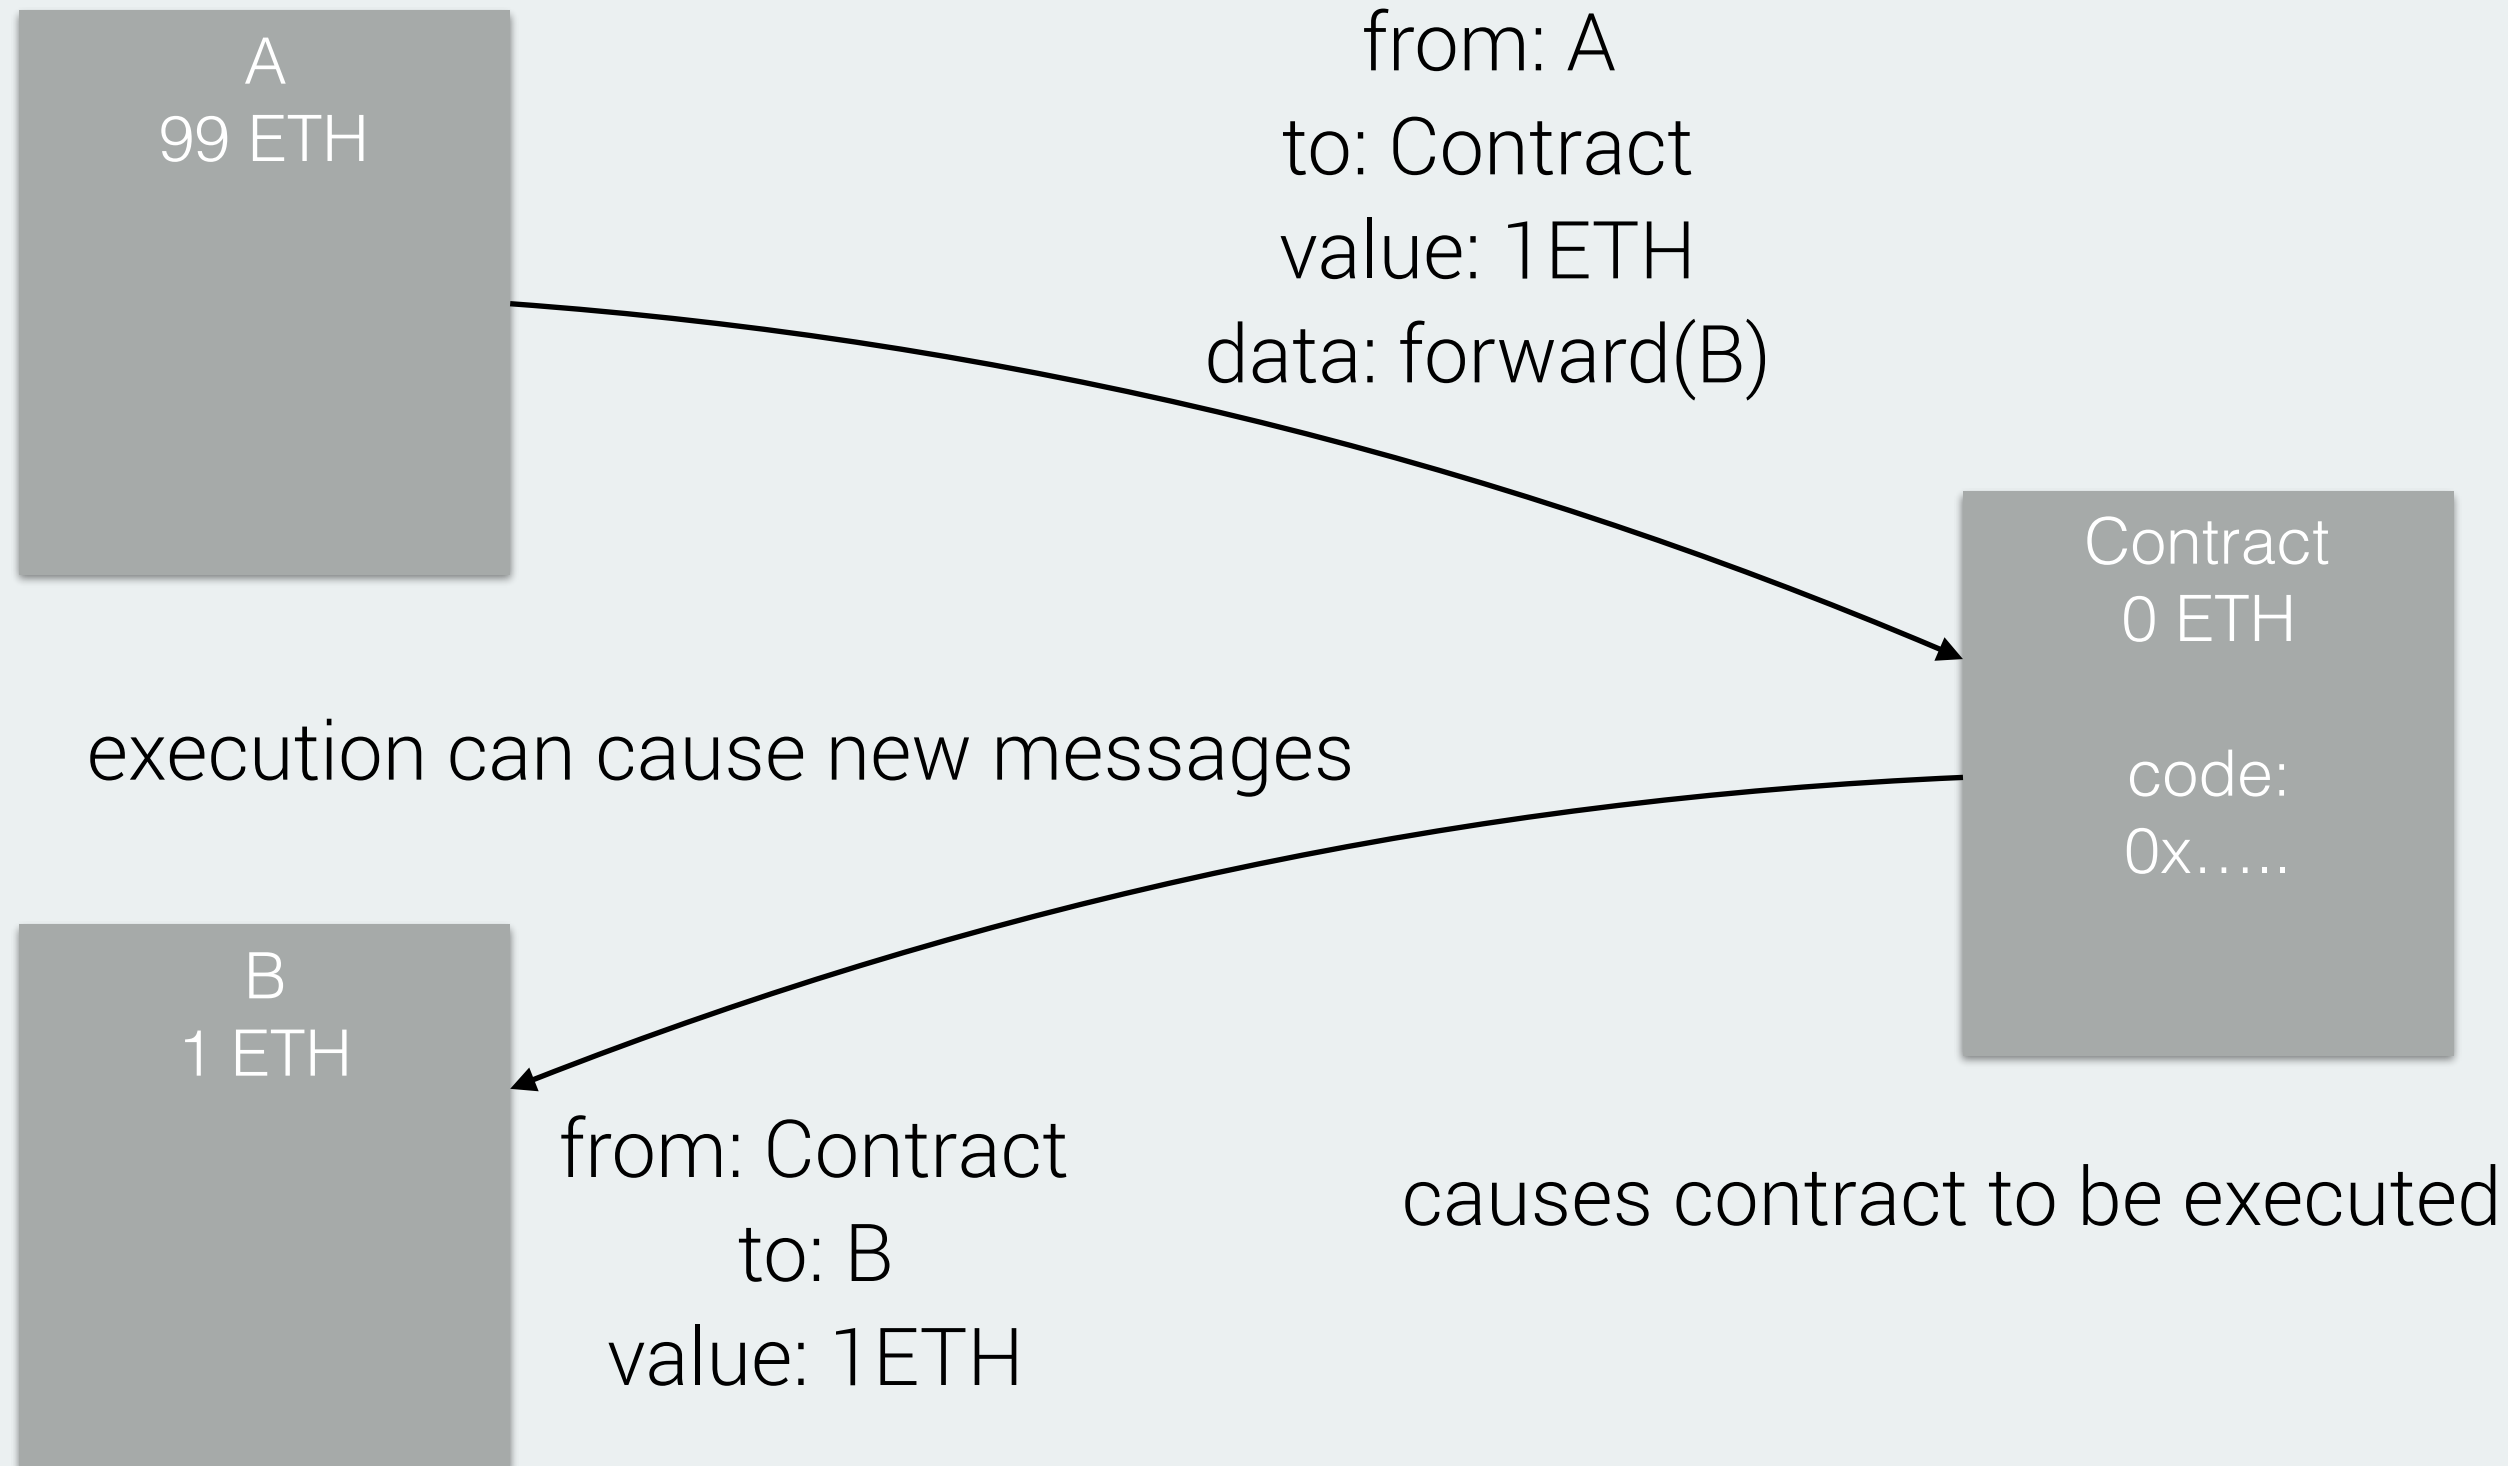 A
99 ETH
from: A
to: Contract
value: 1ETH
data: forward(B)
Contract
0 ETH
code:
0x.....
execution can cause new messages
B
1 ETH
from: Contract
to: B
value: 1ETH
causes contract to be executed